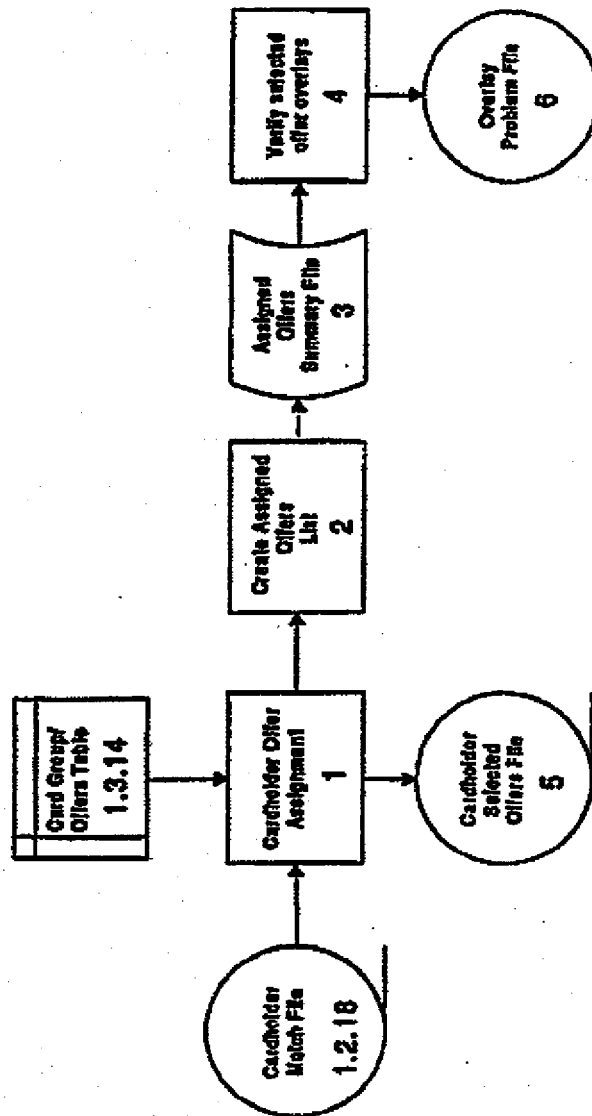 Card Group/
Offers Table
1.3.14
Cardholder
Match File
1.2.18
Cardholder Offer
Assignment
1
Create Assigned
Offers
List
2
Assigned
Offers
Summary File
3
Verify selected
offer overlays
4
Cardholder
Selected
Offers File
5
Overlay
Problem File
6